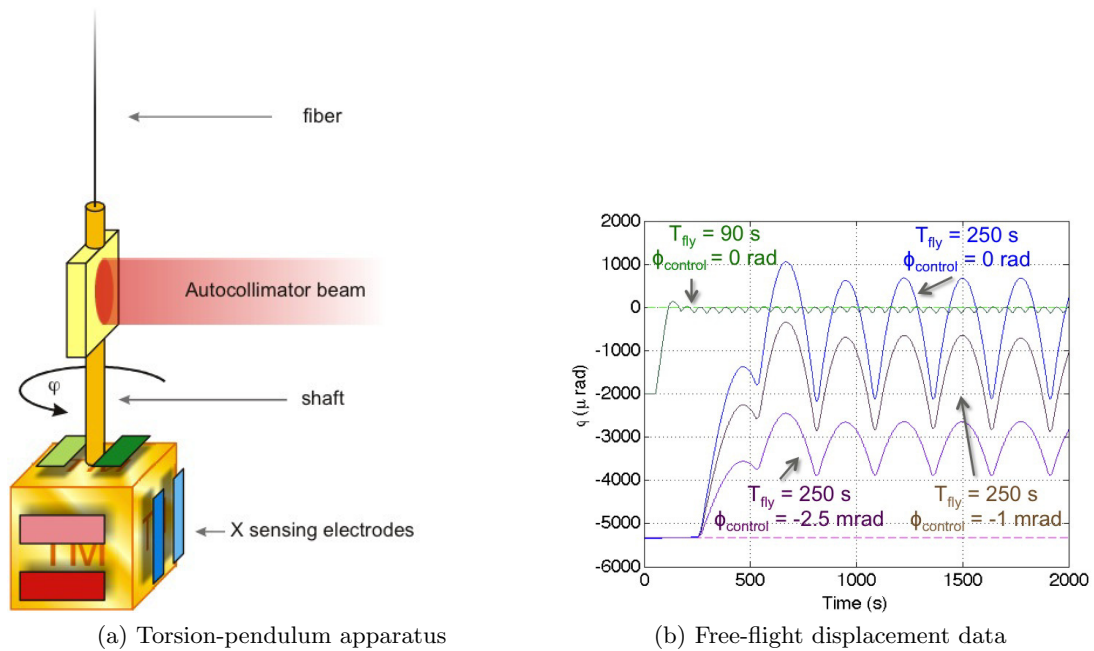 fiber
Autocollimator beam
φ
shaft
X sensing electrodes
TM
(a) Torsion-pendulum apparatus
2000
1000
0
-1000
-2000
-3000
-4000
-5000
-6000
T_fly = 90 s
ϕ_control = 0 rad
T_fly = 250 s
ϕ_control = 0 rad
T_fly = 250 s
ϕ_control = -2.5 mrad
T_fly = 250 s
ϕ_control = -1 mrad
(μ rad)
0 500 1000 1500 2000
Time (s)
(b) Free-flight displacement data